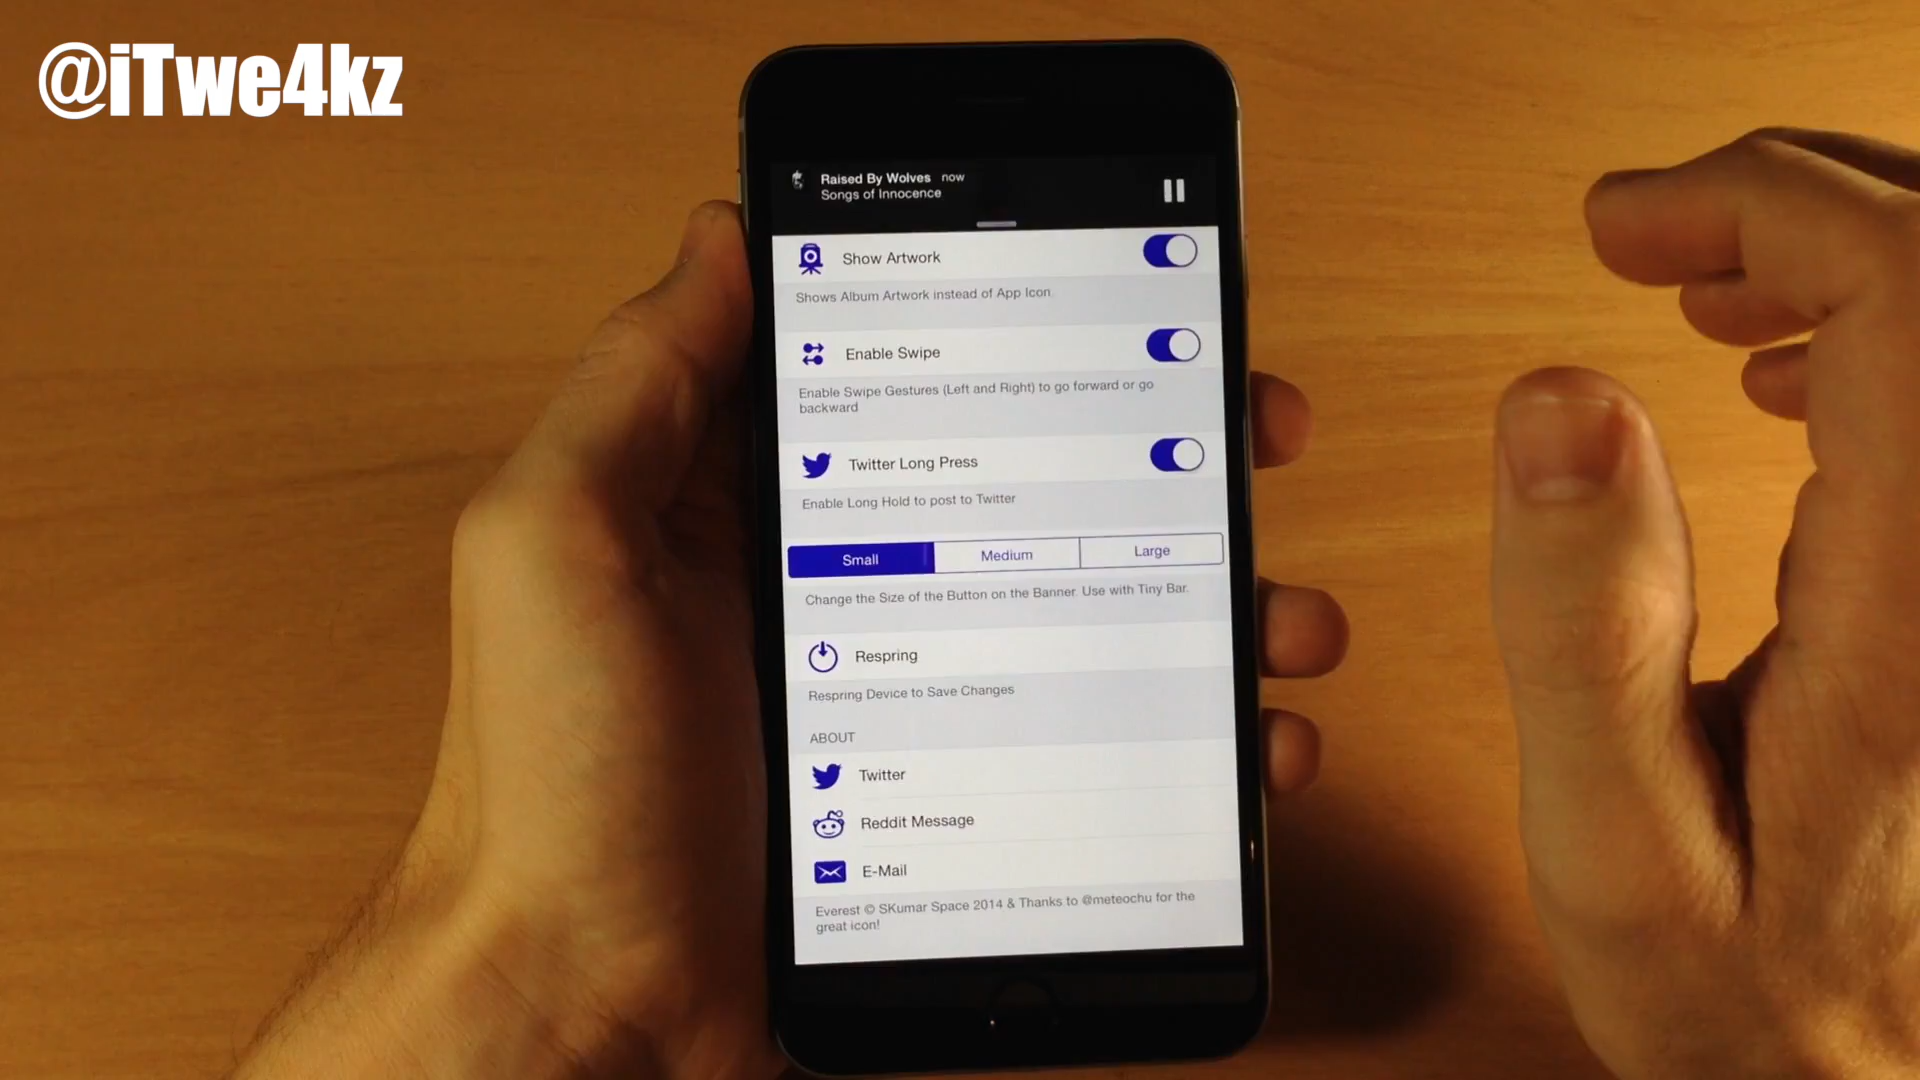 @iTwe4kz
Raised By Wolves now
Songs of Innocence
Show Artwork
Shows Album Artwork instead of App Icon
Enable Swipe
Enable Swipe Gestures (Left and Right) to go forward or go
backward
Twitter Long Press
Enable Long Hold to post to Twitter
Small Medium Large
Change the Size of the Button on the Banner. Use with Tiny Bar.
Respring
Respring Device to Save Changes
ABOUT
Twitter
Reddit Message
E-Mail
Everest © SKumar Space 2014 & Thanks to @meteochu for the
great icon!